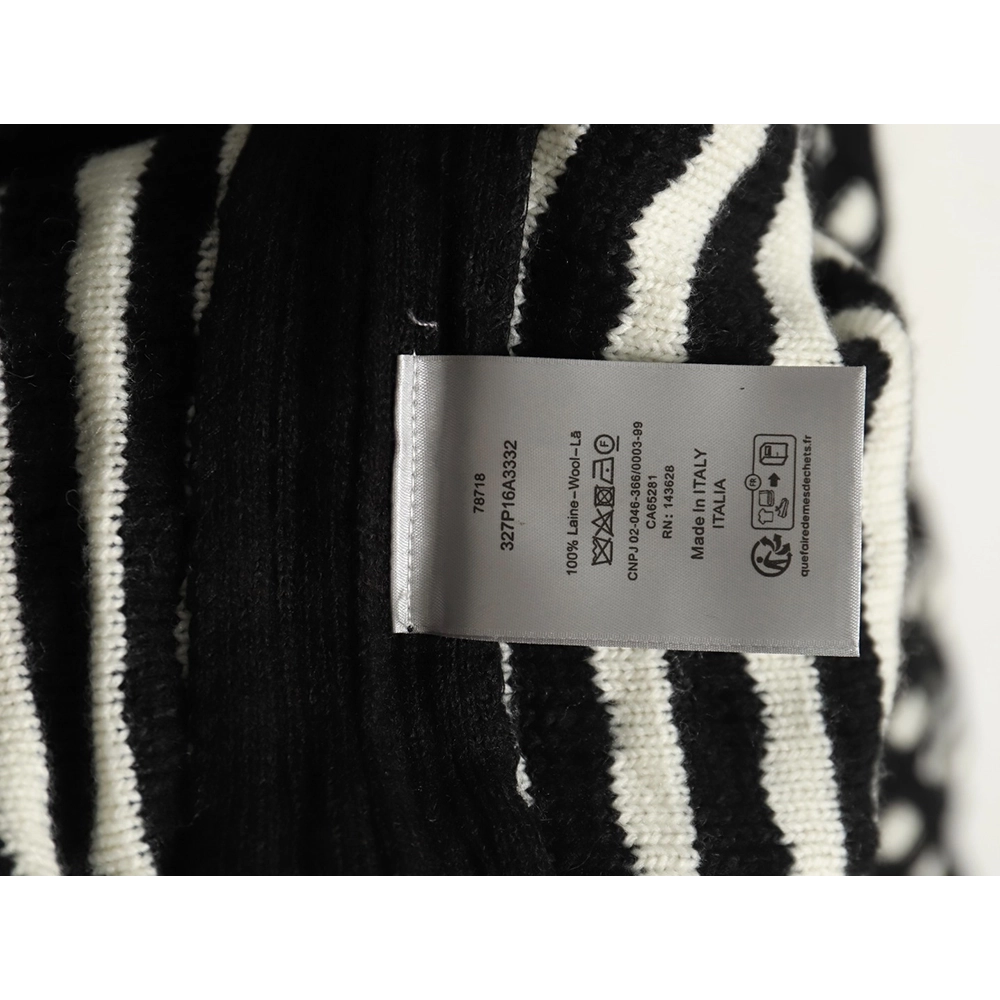 78718
327P16A3332
100% Laine-Wool-Lã
F
CNPJ 02-046-366/0003-99
CA65281
RN: 143628
Made In ITALY
ITALIA
FR
quefairedemesdechets.fr